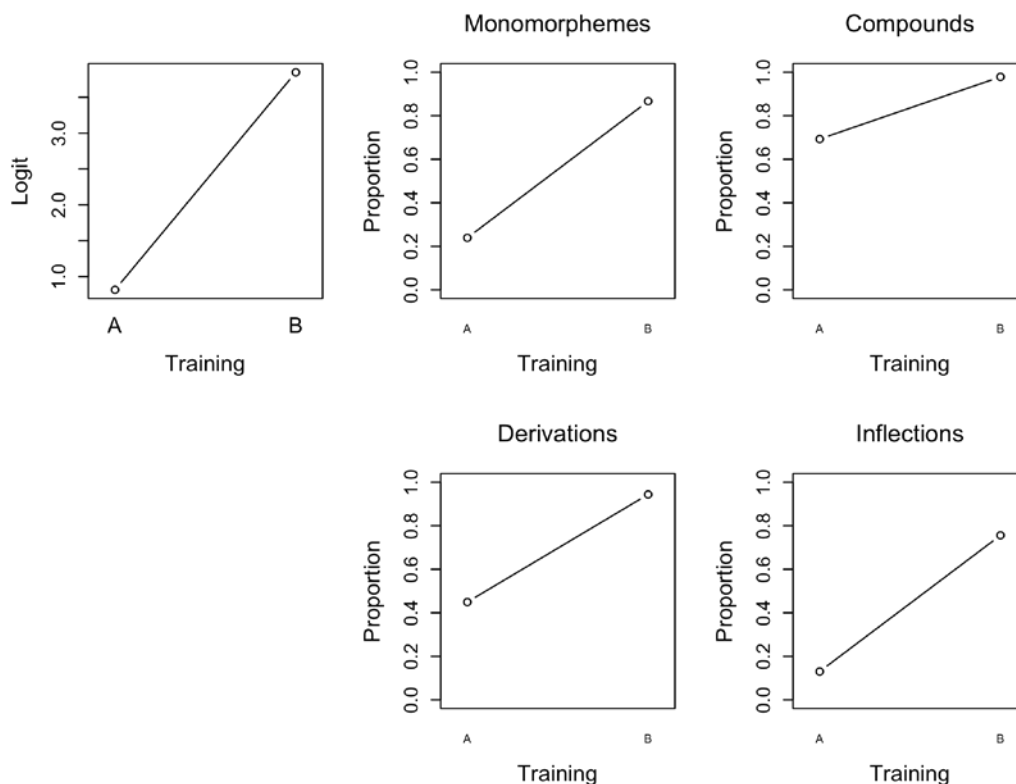 Logit
3.0
2.0
1.0
A B
Training
Monomorphemes
Proportion
1.0
0.8
0.6
0.4
0.2
0.0
A B
Training
Compounds
Proportion
1.0
0.8
0.6
0.4
0.2
0.0
A B
Training
Derivations
Proportion
1.0
0.8
0.6
0.4
0.2
0.0
A B
Training
Inflections
Proportion
1.0
0.8
0.6
0.4
0.2
0.0
A B
Training